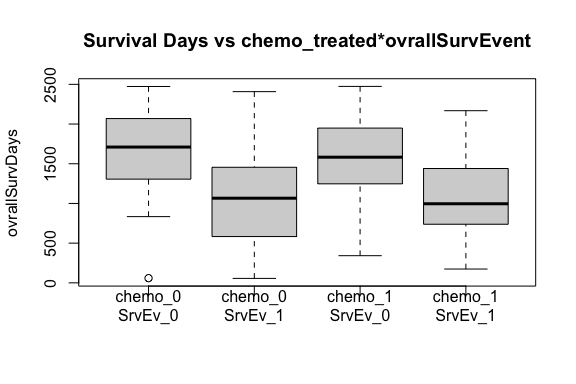 Survival Days vs chemo_treated*ovrallSurvEvent
ovrallSurvDays
2500
1500
500
0
chemo_0 chemo_0 chemo_1 chemo_1
SrvEv_0 SrvEv_1 SrvEv_0 SrvEv_1